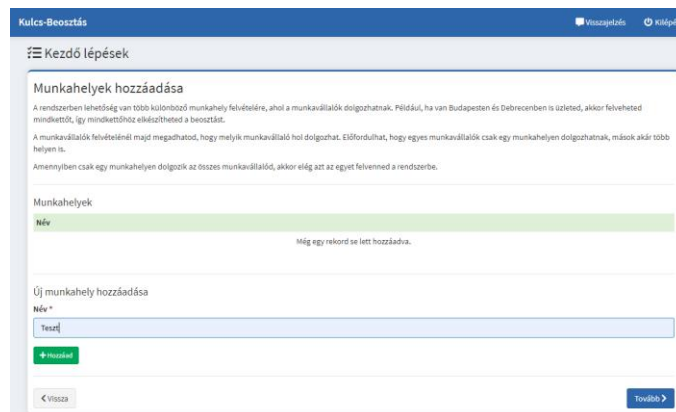 Kulcs-Beosztás
Visszajelzés
Kilépé
Kezdő lépések
Munkahelyek hozzáadása
A rendszerben lehetőség van több különböző munkahely felvételére, ahol a munkavállalók dolgozhatnak. Például, ha van Budapesten és Debrecenben is üzleted, akkor felveheted
mindkettőt, így mindkettőhöz elkészítheted a beosztást.
A munkavállalók felvételénél majd megadhatod, hogy melyik munkavállaló hol dolgozhat. Előfordulhat, hogy egyes munkavállalók csak egy munkahelyen dolgozhatnak, mások akár több
helyen is.
Amennyiben csak egy munkahelyen dolgozik az összes munkavállalód, akkor elég azt az egyet felvenned a rendszerbe.
Munkahelyek
Név
Még egy rekord se lett hozzáadva.
Új munkahely hozzáadása
Név *
Teszt
+ Hozzáad
Vissza
Tovább